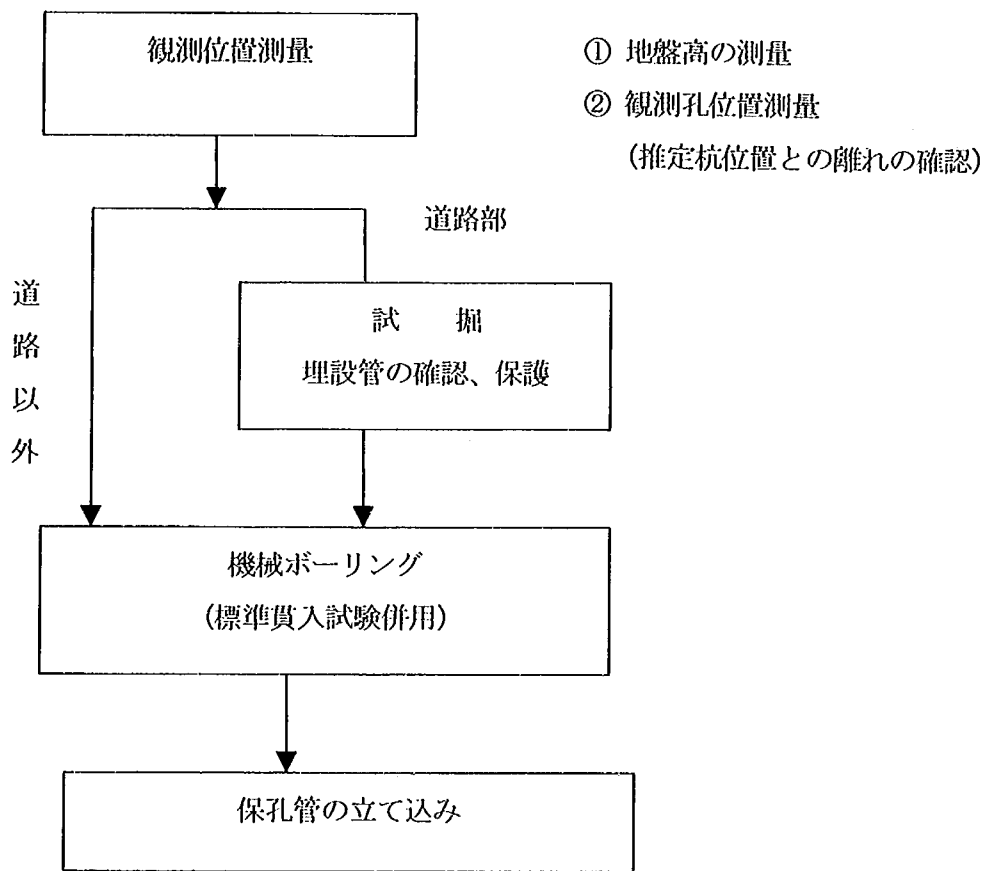 観測位置測量
① 地盤高の測量
② 観測孔位置測量
(推定杭位置との離れの確認)
道路部
道路以外
試　掘
埋設管の確認、保護
機械ボーリング
(標準貫入試験併用)
保孔管の立て込み